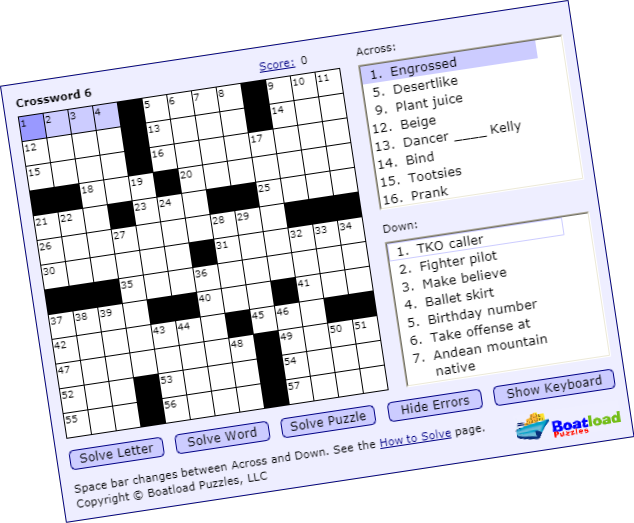 Crossword 6
Score: 0
1 2 3 4 5 6 7 8 9 10 11
12 13 14
15 16 17
18 19 20 25
21 22 23 24
26 27 28 29
30 31 32 33 34
35 36
37 38 39 40 41
42 43 44 45 46
47 48 49 50 51
52 53 54
55 56 57
Across:
1. Engrossed
5. Desertlike
9. Plant juice
12. Beige
13. Dancer ____ Kelly
14. Bind
15. Tootsies
16. Prank
Down:
1. TKO caller
2. Fighter pilot
3. Make believe
4. Ballet skirt
5. Birthday number
6. Take offense at
7. Andean mountain
native
Solve Letter
Solve Word
Solve Puzzle
Hide Errors
Show Keyboard
Space bar changes between Across and Down. See the How to Solve page.
Copyright © Boatload Puzzles, LLC
Boatload
Puzzles